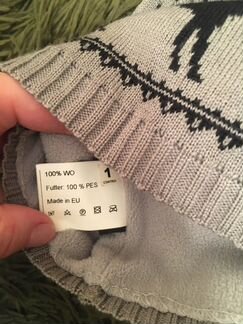 100% WO
1
Futter: 100 % PES
Made in EU